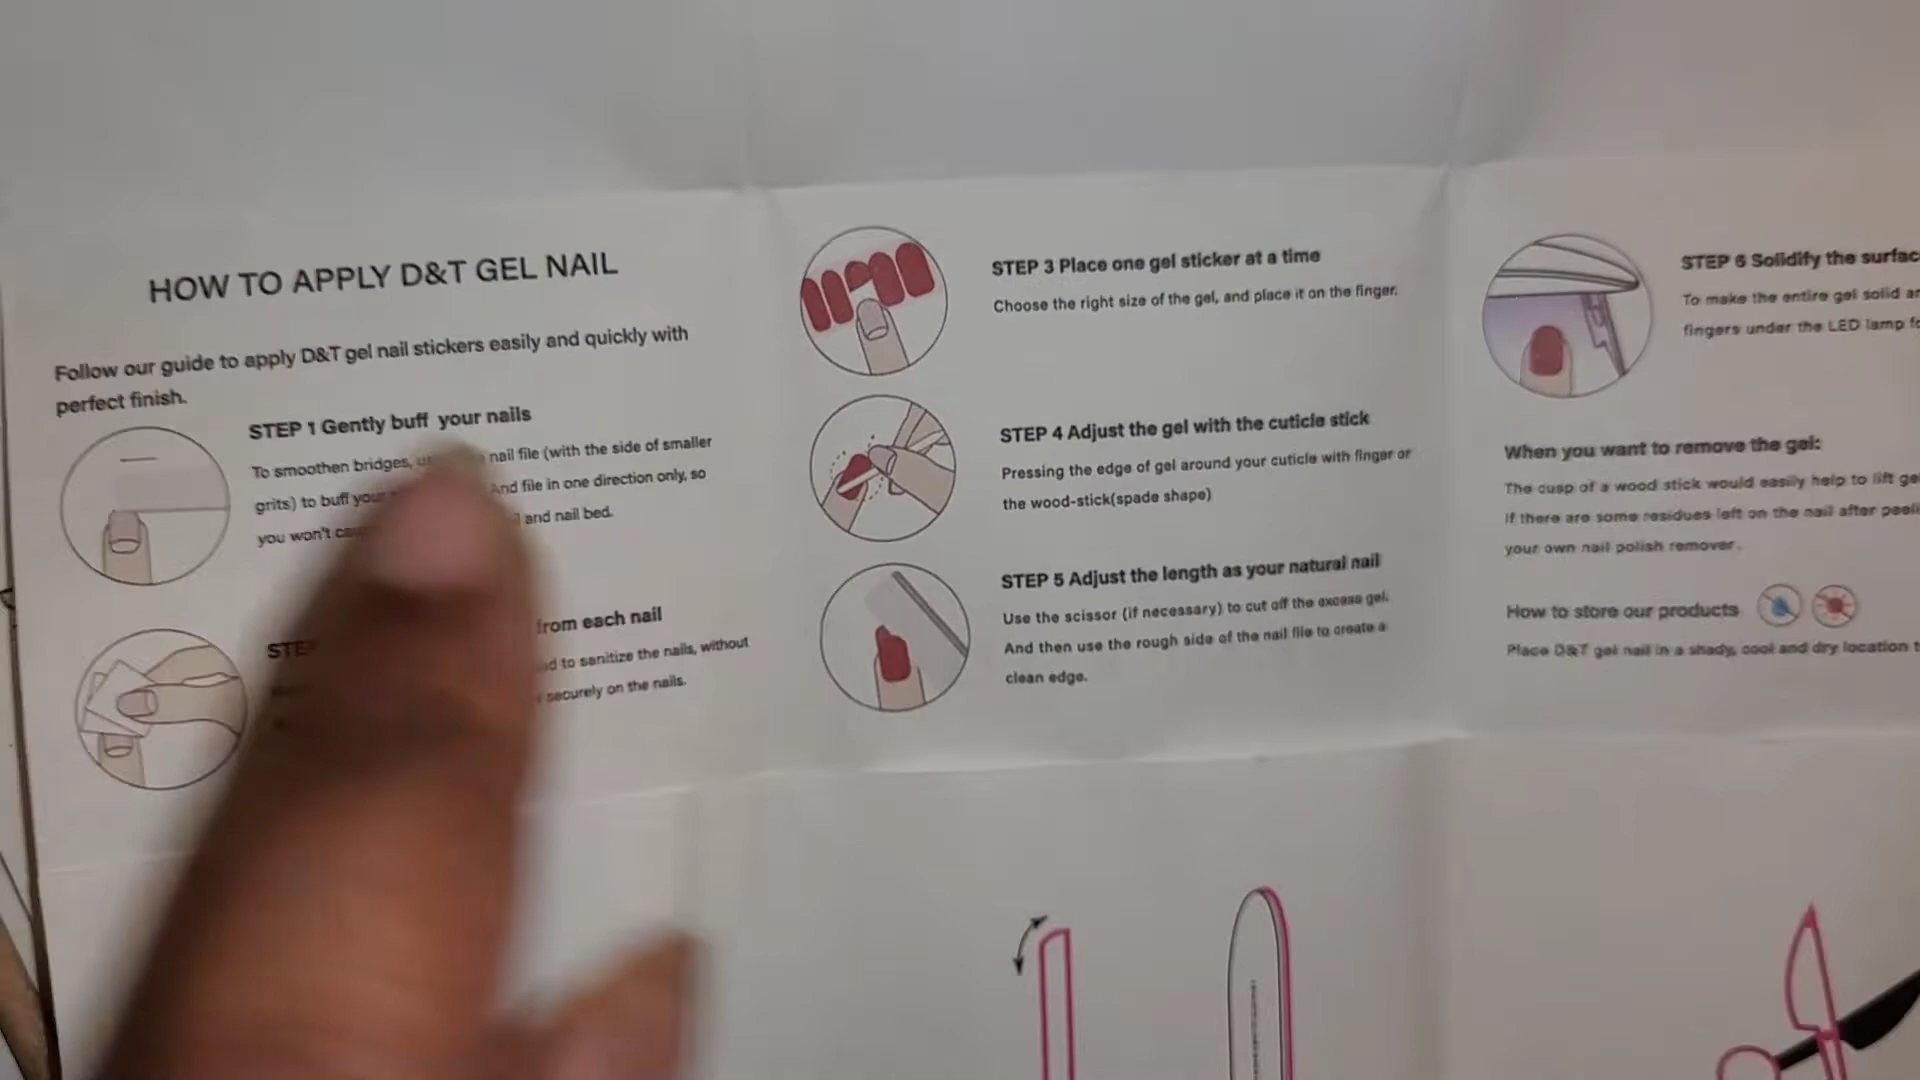 HOW TO APPLY D&T GEL NAIL
Follow our guide to apply D&T gel nail stickers easily and quickly with
perfect finish.
STEP 1 Gently buff your nails
To smoothen bridges, nail file (with the side of smaller
grits) to buff your And file in one direction only, so
you won't and nail bed.
from each nail
to sanitize the nails, without
securely on the nails.
STEP 3 Place one gel sticker at a time
Choose the right size of the gel, and place it on the finger.
STEP 4 Adjust the gel with the cuticle stick
Pressing the edge of gel around your cuticle with finger or
the wood-stick(spade shape)
STEP 5 Adjust the length as your natural nail
Use the scissor (if necessary) to cut off the excess gel.
And then use the rough side of the nail file to create a
clean edge.
STEP 6 Solidify the
To make the entire gel solid
fingers under the LED lamp
When you want to remove the gel:
The cusp of a wood stick would easily help to lift
If there are some residues left on the nail after
your own nail polish remover.
How to store our products
Place D&T gel nail in a shady, cool and dry location